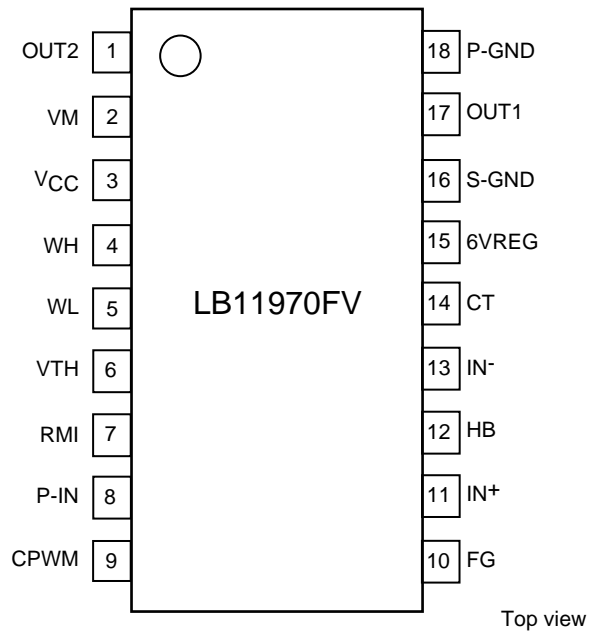 OUT2 1 18 P-GND
VM 2 17 OUT1
VCC 3 16 S-GND
WH 4 15 6VREG
WL 5 LB11970FV 14 CT
VTH 6 13 IN-
RMI 7 12 HB
P-IN 8 11 IN+
CPWM 9 10 FG
Top view